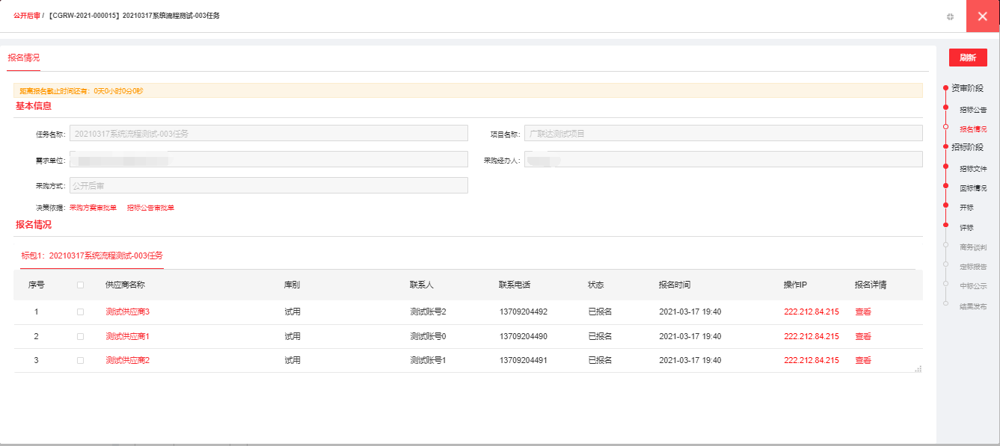 公开后审 / 【CGRW-2021-000015】20210317系统流程测试-003任务
报名情况
刷新
距离报名截止时间还有：0天0小时0分0秒
基本信息
任务名称: 20210317系统流程测试-003任务 项目名称: 广联达测试项目
需求单位: 采购经办人:
采购方式: 公开后审
决策依据: 采购方案审批单 招标公告审批单
报名情况
标包1：20210317系统流程测试-003任务
序号 供应商名称 库别 联系人 联系电话 状态 报名时间 操作IP 报名详情
1 测试供应商3 试用 测试账号2 13709204492 已报名 2021-03-17 19:40 222.212.84.215 查看
2 测试供应商1 试用 测试账号0 13709204490 已报名 2021-03-17 19:40 222.212.84.215 查看
3 测试供应商2 试用 测试账号1 13709204491 已报名 2021-03-17 19:40 222.212.84.215 查看
资审阶段
招标公告
报名情况
招标阶段
招标文件
回标情况
开标
评标
商务谈判
定标报告
中标公示
结果发布